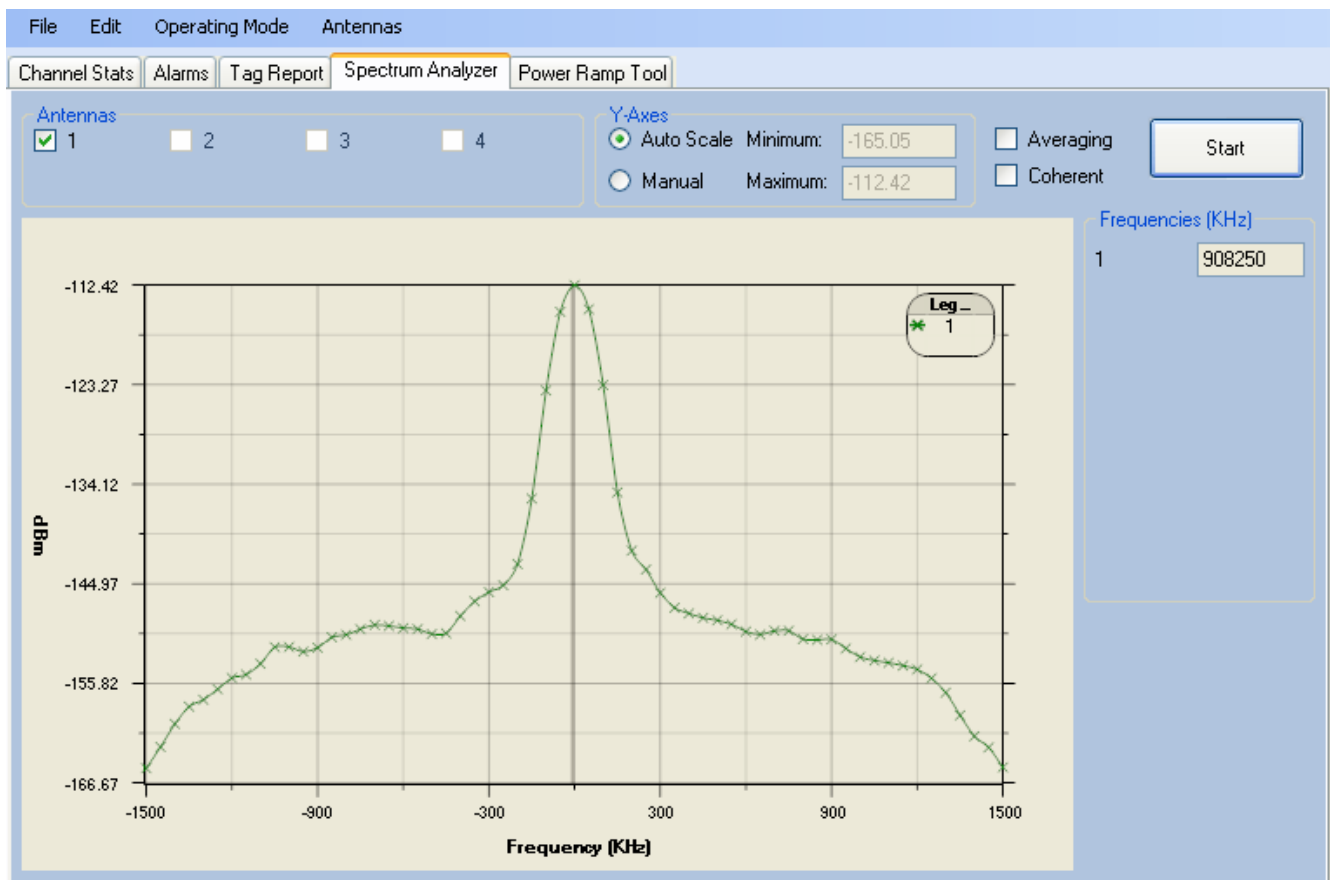 File Edit Operating Mode Antennas
Channel Stats Alarms Tag Report Spectrum Analyzer Power Ramp Tool
Antennas
1 2 3 4
Y-Axes
Auto Scale Minimum: -165.05
Manual Maximum: -112.42
Averaging
Coherent
Start
Frequencies (KHz)
1 908250
Leg...
1
-112.42
-123.27
-134.12
-144.97
-155.82
-166.67
dBm
-1500 -900 -300 300 900 1500
Frequency (KHz)